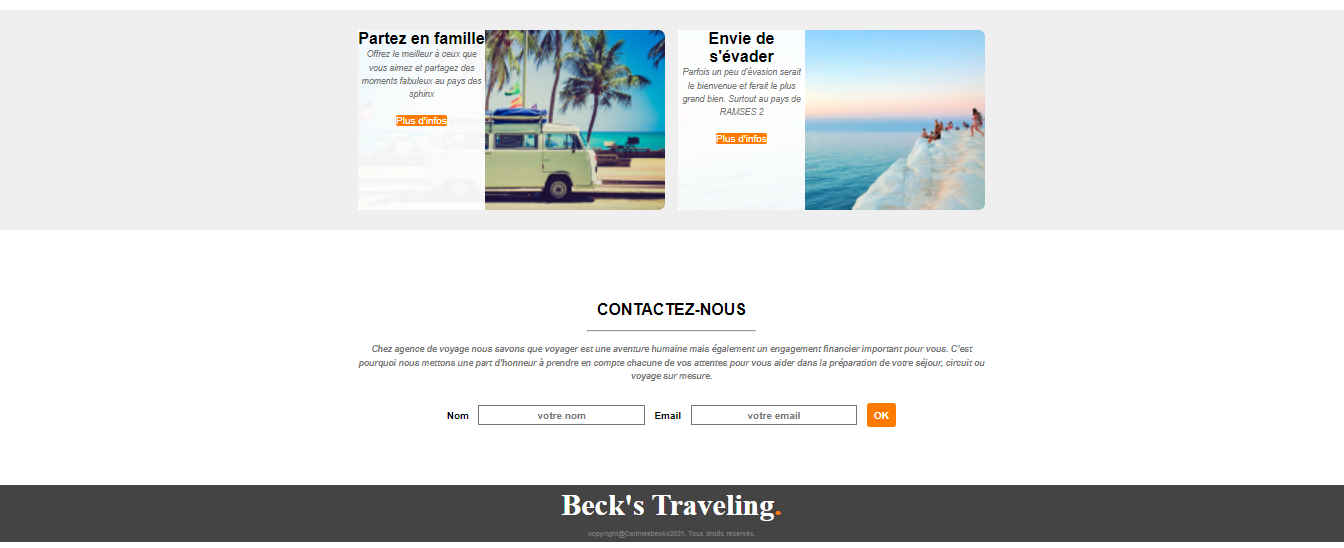 Partez en famille
Offrez le meilleur à ceux que
vous aimez et partagez des
moments fabuleux au pays des
sphinx
Plus d'infos
Envie de
s'évader
Parfois un peu d'évasion serait
le bienvenue et ferait le plus
grand bien. Surtout au pays de
RAMSES 2
Plus d'infos
CONTACTEZ-NOUS
Chez agence de voyage nous savons que voyager est une aventure humaine mais également un engagement financier important pour vous. C'est
pourquoi nous mettons une part d'honneur à prendre en compte chacune de vos attentes pour vous aider dans la préparation de votre séjour, circuit ou
voyage sur mesure.
Nom votre nom Email votre email OK
Beck's Traveling.
copyright@Callmeebecks2021. Tous droits réservés.